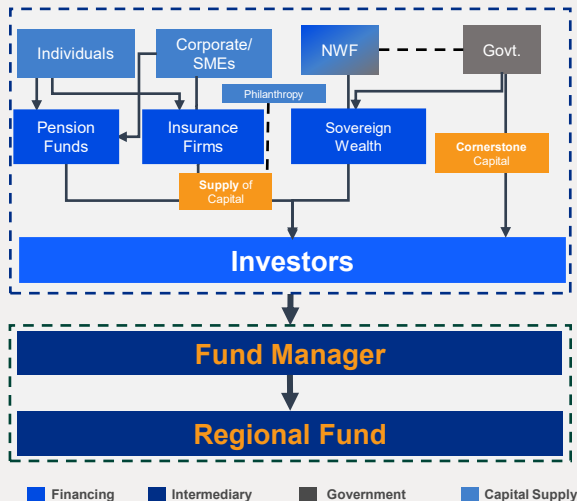 Individuals
Corporate/
SMEs
NWF
Govt.
Philanthropy
Pension
Funds
Insurance
Firms
Sovereign
Wealth
Cornerstone
Capital
Supply of
Capital
Investors
Fund Manager
Regional Fund
Financing
Intermediary
Government
Capital Supply